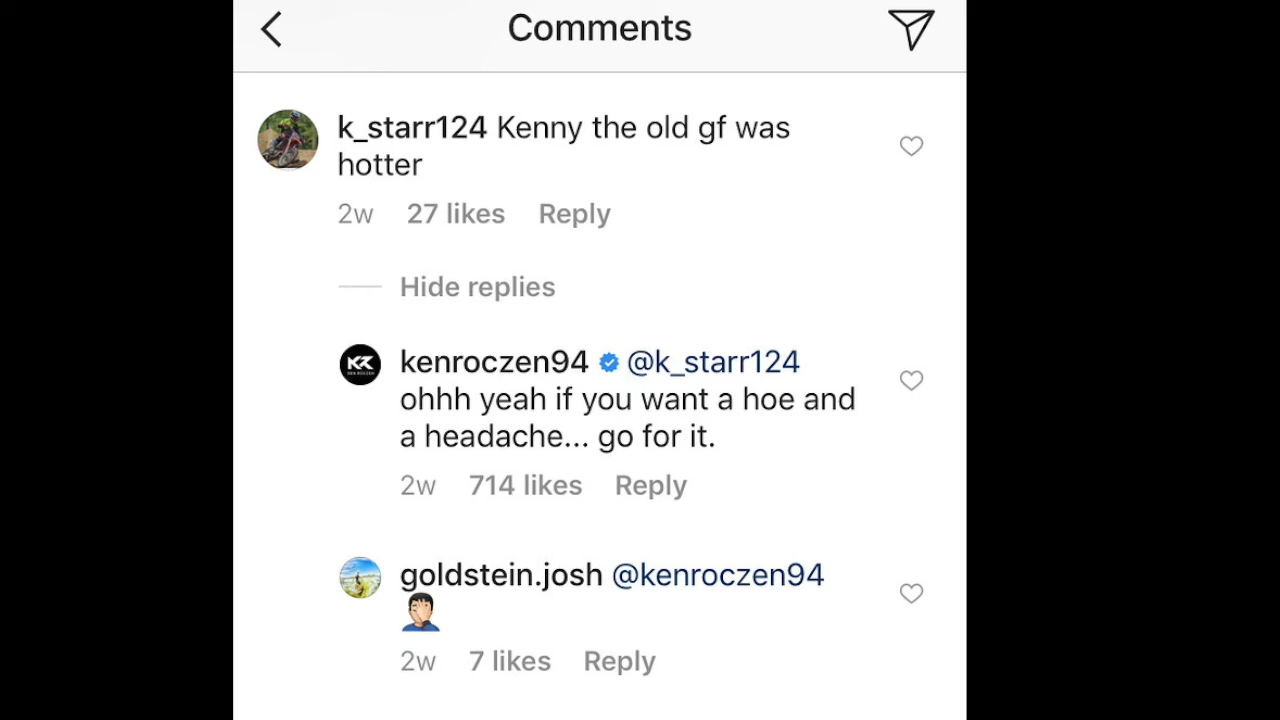 Comments
k_starr124 Kenny the old gf was
hotter
2w 27 likes Reply
Hide replies
kenroczen94 @k_starr124
ohhh yeah if you want a hoe and
a headache... go for it.
2w 714 likes Reply
goldstein.josh @kenroczen94
🤦🏻‍♂️
2w 7 likes Reply